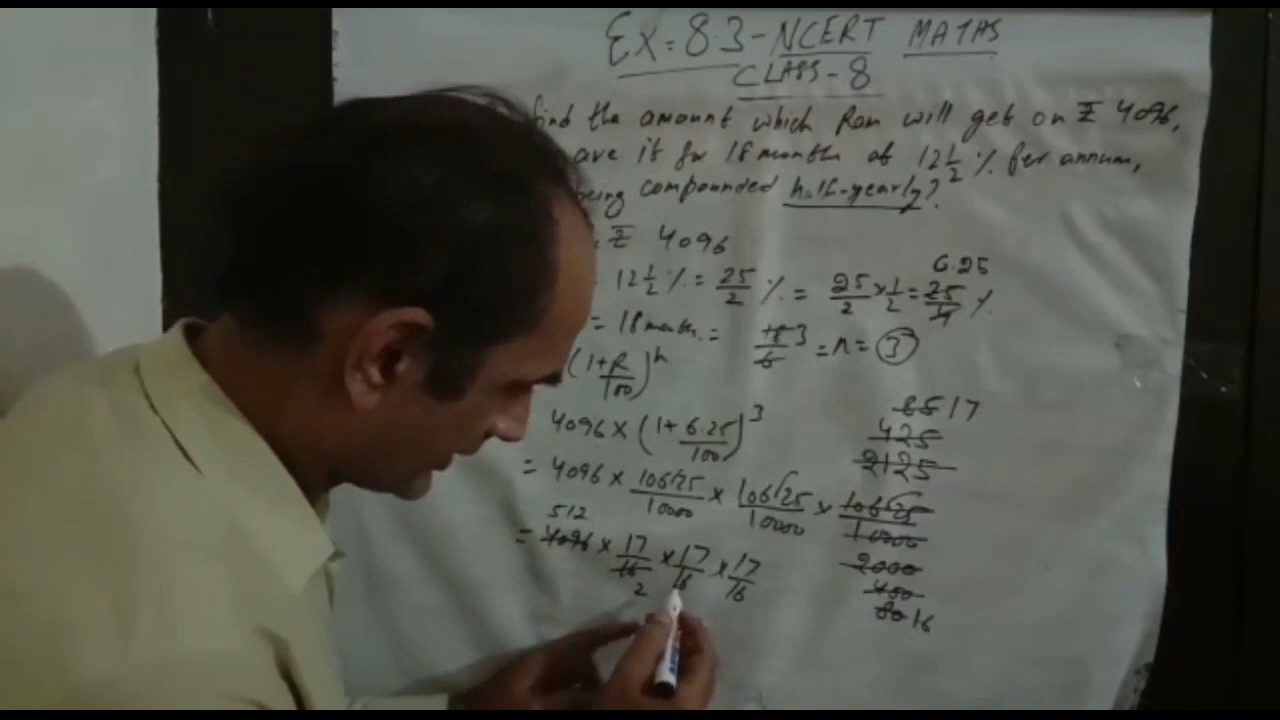 EX=8.3-NCERT MATHS
CLASS-8
find the amount which Ram will get on ₹ 4096,
ave it for 18 month at 12 1/2 % per annum,
being compounded half-yearly?
= ₹ 4096
12 1/2 % = 25/2 % = 25/2 × 1/2 = 25/4 % 6.25
= 18 month = 18/6 3 = n = 3
(1+R/100)^n
4096 × (1+6.25/100)^3
= 4096 × 10625/10000 × 10625/10000 × 10625/10000
512
= 4096 × 17/16 × 17/16 × 17/16
2
85 17
425
2125
2000
400
80 16